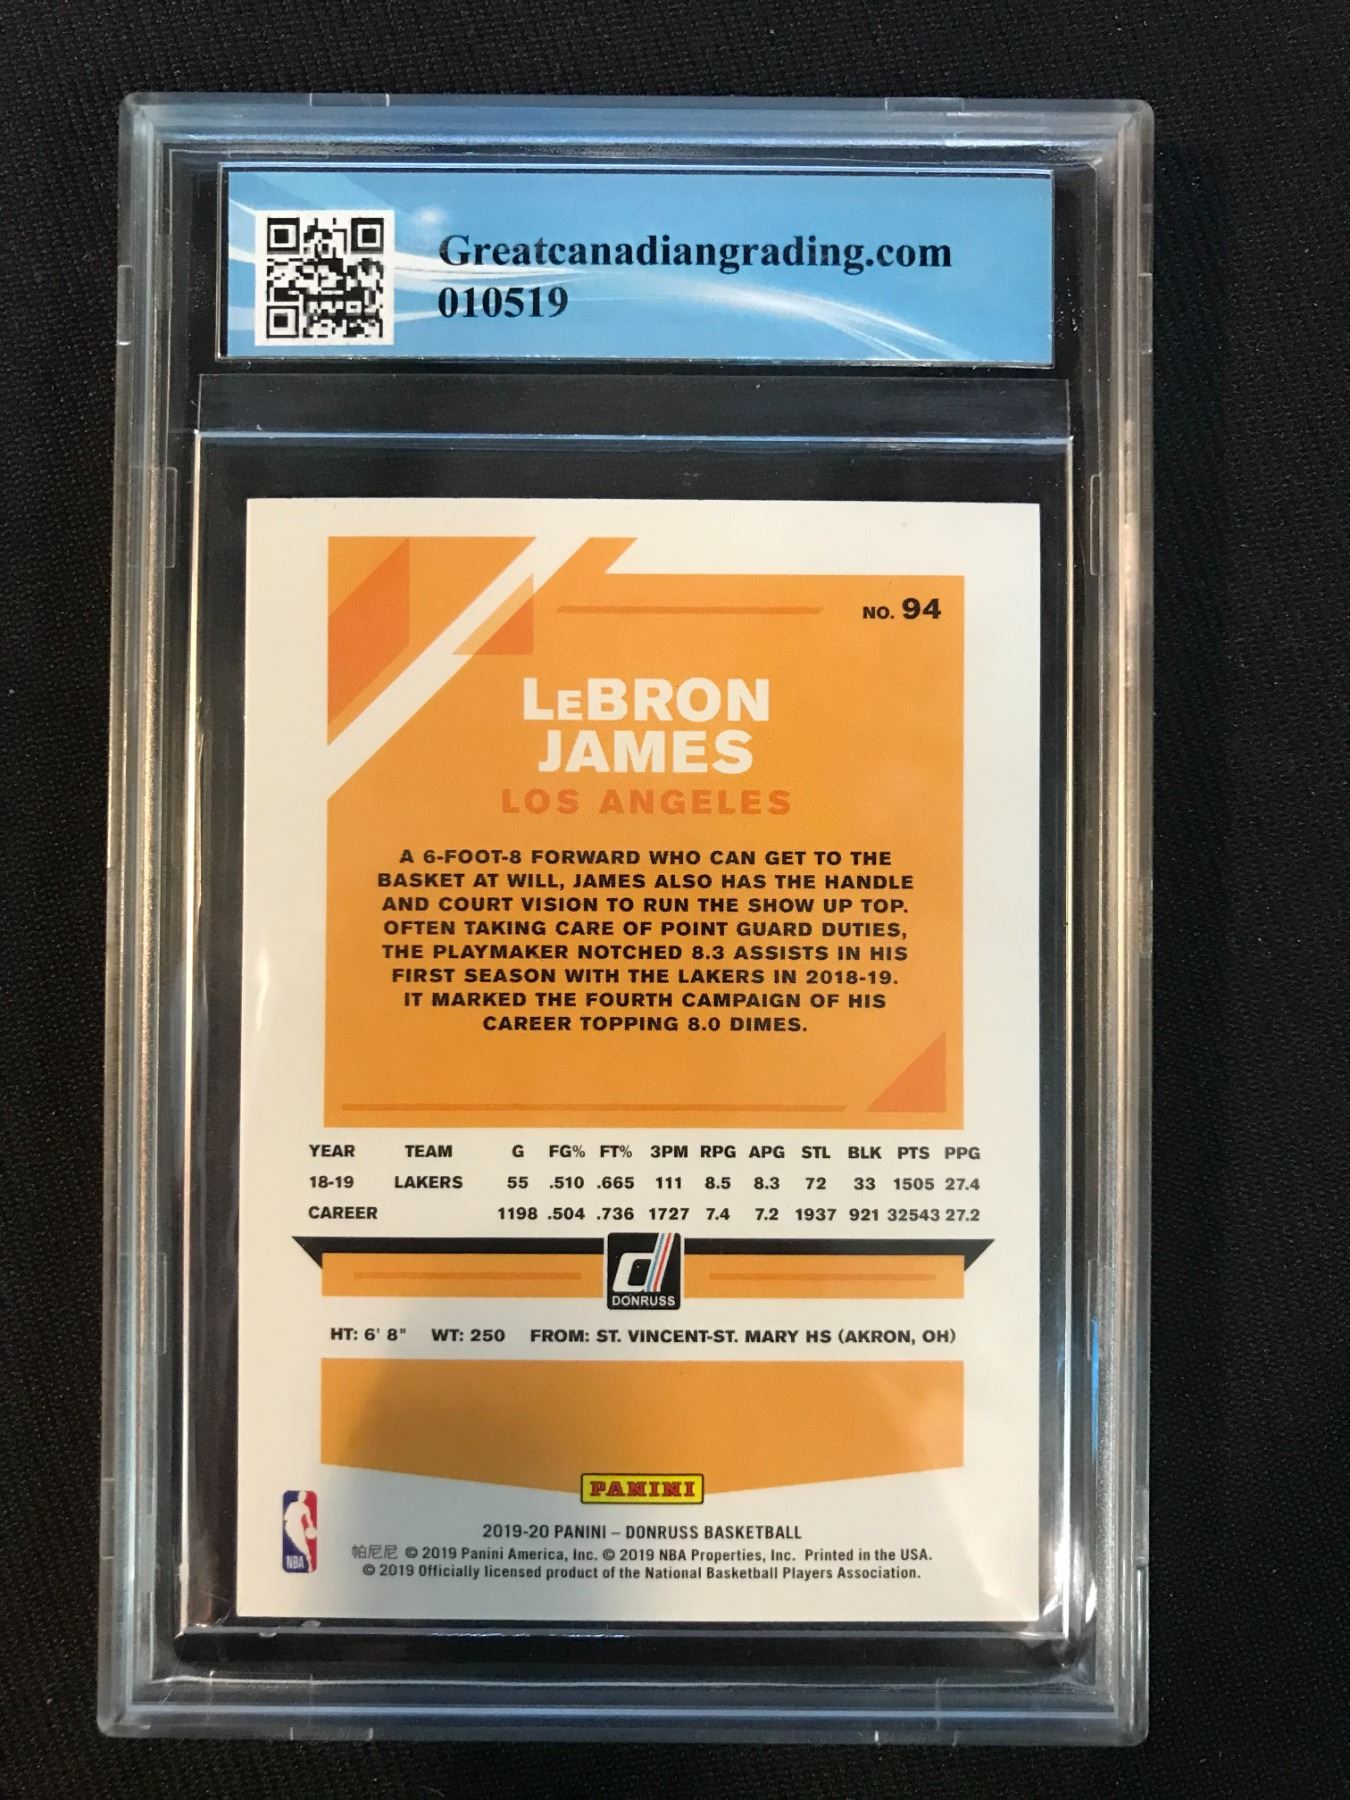 Greatcanadiangrading.com
010519
NO. 94
LeBRON
JAMES
LOS ANGELES
A 6-FOOT-8 FORWARD WHO CAN GET TO THE
BASKET AT WILL, JAMES ALSO HAS THE HANDLE
AND COURT VISION TO RUN THE SHOW UP TOP.
OFTEN TAKING CARE OF POINT GUARD DUTIES,
THE PLAYMAKER NOTCHED 8.3 ASSISTS IN HIS
FIRST SEASON WITH THE LAKERS IN 2018-19.
IT MARKED THE FOURTH CAMPAIGN OF HIS
CAREER TOPPING 8.0 DIMES.
YEAR TEAM G FG% FT% 3PM RPG APG STL BLK PTS PPG
18-19 LAKERS 55 .510 .665 111 8.5 8.3 72 33 1505 27.4
CAREER 1198 .504 .736 1727 7.4 7.2 1937 921 32543 27.2
d
DONRUSS
HT: 6' 8" WT: 250 FROM: ST. VINCENT-ST. MARY HS (AKRON, OH)
PANINI
NBA
2019-20 PANINI – DONRUSS BASKETBALL
帕尼尼 © 2019 Panini America, Inc. © 2019 NBA Properties, Inc. Printed in the USA.
© 2019 Officially licensed product of the National Basketball Players Association.